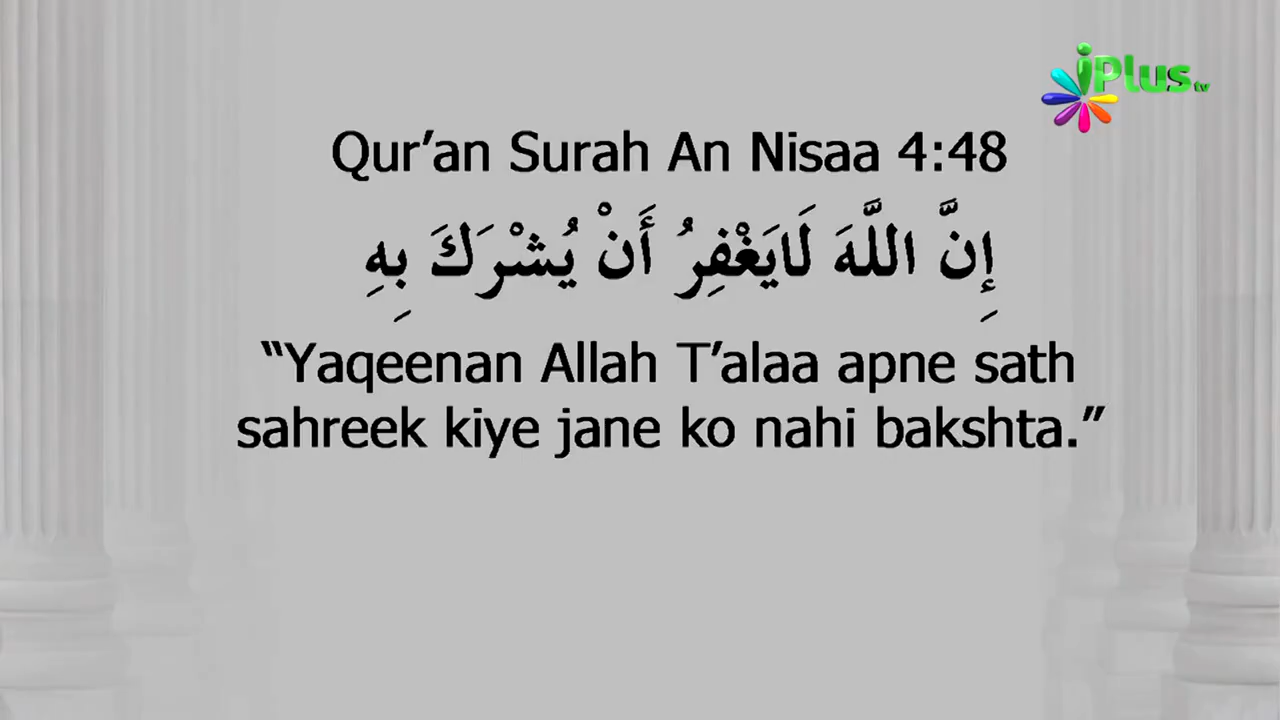 iPlus tv
Qur’an Surah An Nisaa 4:48
إِنَّ اللَّهَ لَايَغْفِرُ أَنْ يُشْرَكَ بِهِ
“Yaqeenan Allah T’alaa apne sath
sahreek kiye jane ko nahi bakshta.”